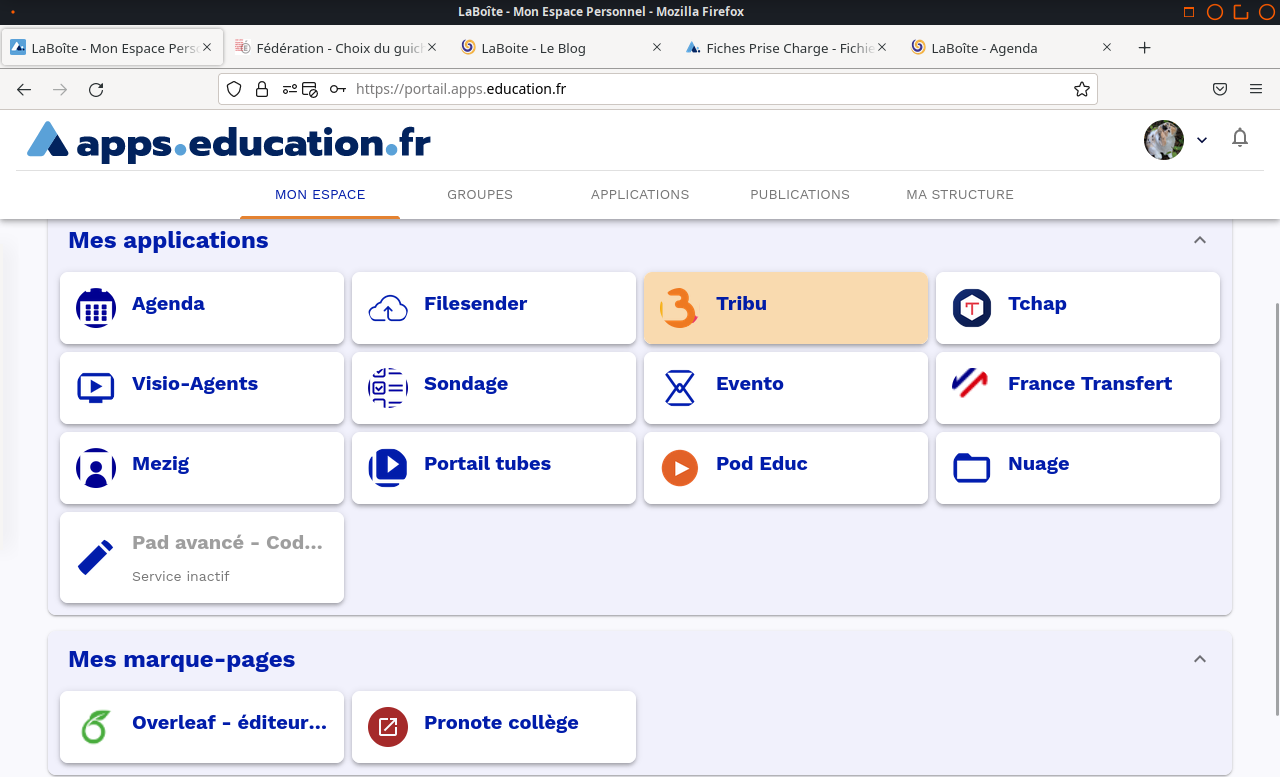 LaBoîte - Mon Espace Personnel - Mozilla Firefox
LaBoîte - Mon Espace Pers
Fédération - Choix du guic
LaBoite - Le Blog
Fiches Prise Charge - Fichie
LaBoîte - Agenda
https://portail.apps.education.fr
apps.education.fr
MON ESPACE
GROUPES
APPLICATIONS
PUBLICATIONS
MA STRUCTURE
Mes applications
Agenda
Filesender
Tribu
Tchap
Visio-Agents
Sondage
Evento
France Transfert
Mezig
Portail tubes
Pod Educ
Nuage
Pad avancé - Cod...
Service inactif
Mes marque-pages
Overleaf - éditeur...
Pronote collège